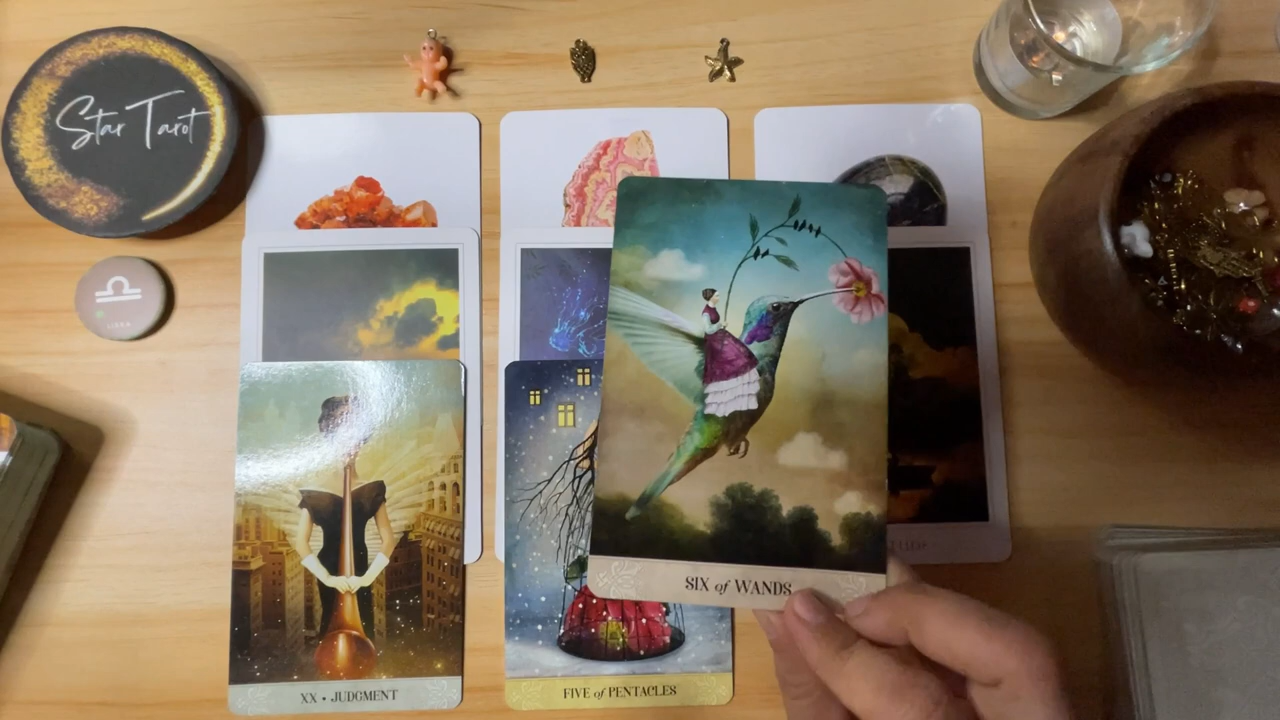 Star Tarot
LIBRA
SIX of WANDS
XX • JUDGMENT
FIVE of PENTACLES